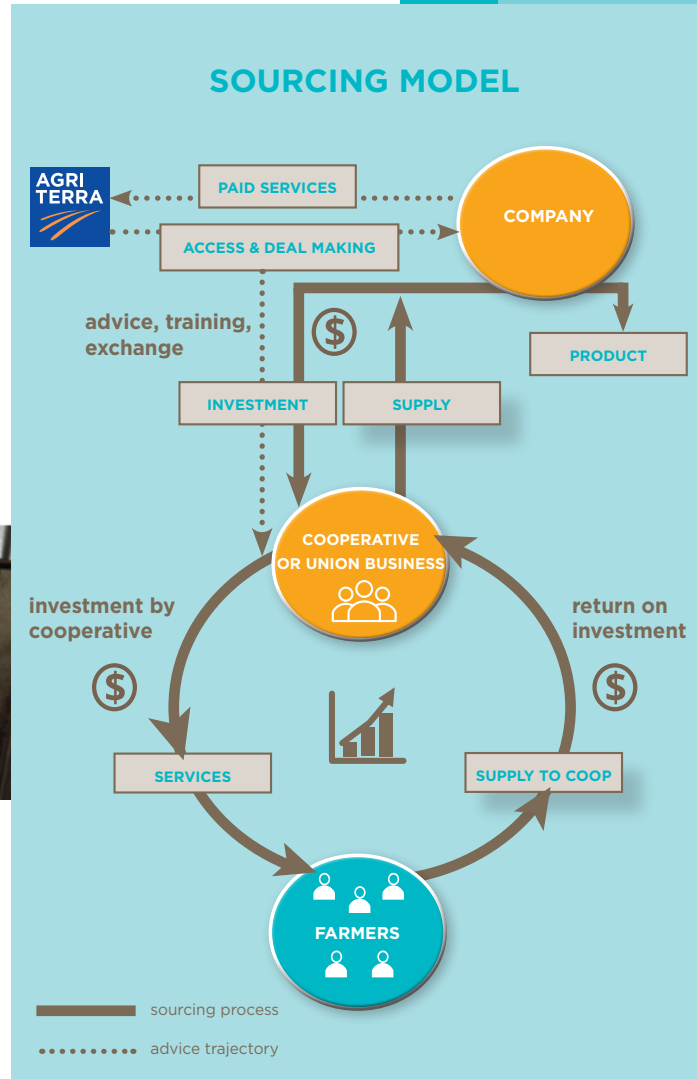 SOURCING MODEL
AGRI
TERRA
PAID SERVICES
COMPANY
ACCESS & DEAL MAKING
advice, training,
exchange
$
PRODUCT
INVESTMENT
SUPPLY
COOPERATIVE
OR UNION BUSINESS
investment by
cooperative
$
return on
investment
$
SERVICES
SUPPLY TO COOP
FARMERS
sourcing process
advice trajectory